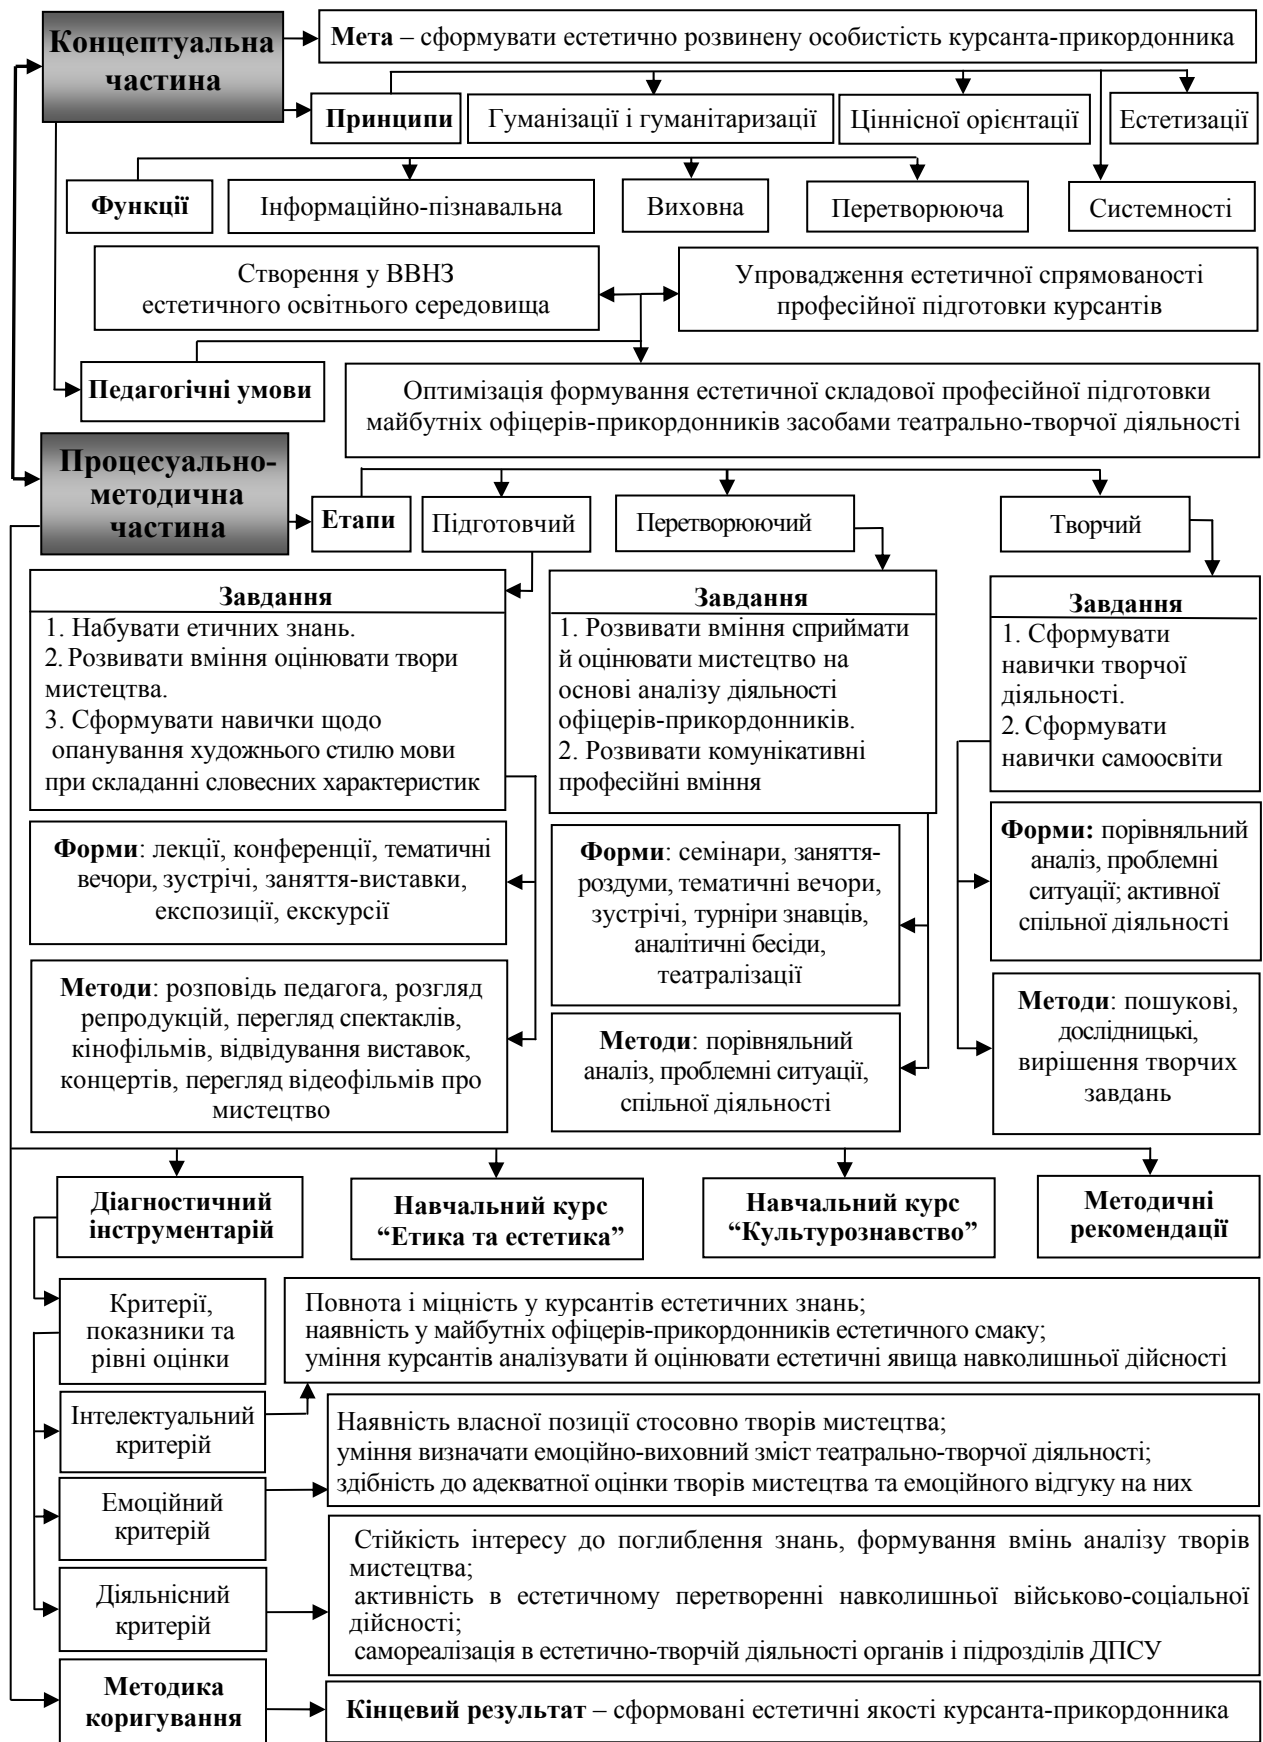 Концептуальна
частина
Мета – сформувати естетично розвинену особистість курсанта-прикордонника
Принципи
Гуманізації і гуманітаризації
Ціннісної орієнтації
Естетизації
Функції
Інформаційно-пізнавальна
Виховна
Перетворююча
Системності
Створення у ВВНЗ
естетичного освітнього середовища
Упровадження естетичної спрямованості
професійної підготовки курсантів
Педагогічні умови
Оптимізація формування естетичної складової професійної підготовки
майбутніх офіцерів-прикордонників засобами театрально-творчої діяльності
Процесуально-
методична
частина
Етапи
Підготовчий
Перетворюючий
Творчий
Завдання
1. Набувати етичних знань.
2. Розвивати вміння оцінювати твори
мистецтва.
3. Сформувати навички щодо
опанування художнього стилю мови
при складанні словесних характеристик
Завдання
1. Розвивати вміння сприймати
й оцінювати мистецтво на
основі аналізу діяльності
офіцерів-прикордонників.
2. Розвивати комунікативні
професійні вміння
Завдання
1. Сформувати
навички творчої
діяльності.
2. Сформувати
навички самоосвіти
Форми: лекції, конференції, тематичні
вечори, зустрічі, заняття-виставки,
експозиції, екскурсії
Форми: семінари, заняття-
роздуми, тематичні вечори,
зустрічі, турніри знавців,
аналітичні бесіди,
театралізації
Форми: порівняльний
аналіз, проблемні
ситуації; активної
спільної діяльності
Методи: розповідь педагога, розгляд
репродукцій, перегляд спектаклів,
кінофільмів, відвідування виставок,
концертів, перегляд відеофільмів про
мистецтво
Методи: порівняльний
аналіз, проблемні ситуації,
спільної діяльності
Методи: пошукові,
дослідницькі,
вирішення творчих
завдань
Діагностичний
інструментарій
Навчальний курс
“Етика та естетика”
Навчальний курс
“Культурознавство”
Методичні
рекомендації
Критерії,
показники та
рівні оцінки
Повнота і міцність у курсантів естетичних знань;
наявність у майбутніх офіцерів-прикордонників естетичного смаку;
уміння курсантів аналізувати й оцінювати естетичні явища навколишньої дійсності
Інтелектуальний
критерій
Наявність власної позиції стосовно творів мистецтва;
уміння визначати емоційно-виховний зміст театрально-творчої діяльності;
здібність до адекватної оцінки творів мистецтва та емоційного відгуку на них
Емоційний
критерій
Стійкість інтересу до поглиблення знань, формування вмінь аналізу творів
мистецтва;
активність в естетичному перетворенні навколишньої військово-соціальної
дійсності;
самореалізація в естетично-творчій діяльності органів і підрозділів ДПСУ
Діяльнісний
критерій
Методика
коригування
Кінцевий результат – сформовані естетичні якості курсанта-прикордонника